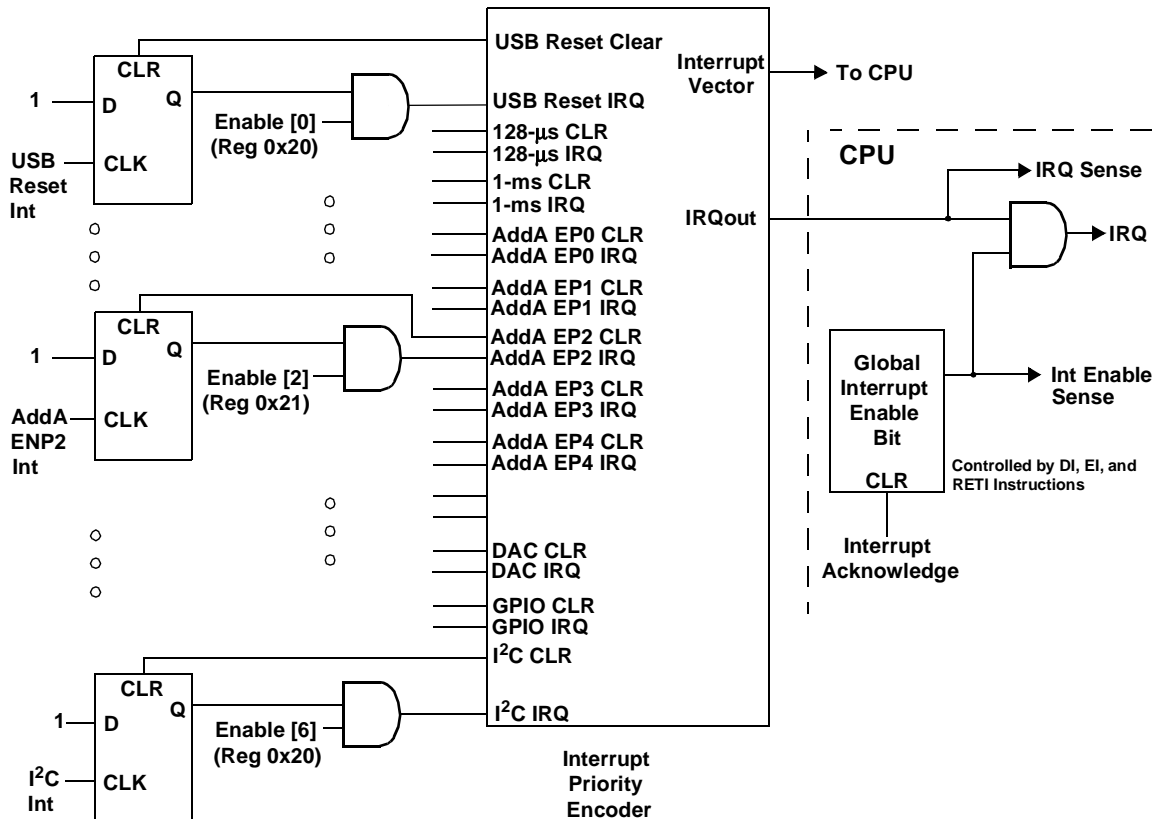 CLR
D
Q
CLK
1
USB
Reset
Int
Enable [0]
(Reg 0x20)
CLR
D
Q
CLK
1
AddA
ENP2
Int
Enable [2]
(Reg 0x21)
CLR
D
Q
CLK
1
I²C
Int
Enable [6]
(Reg 0x20)
USB Reset Clear
USB Reset IRQ
128-μs CLR
128-μs IRQ
1-ms CLR
1-ms IRQ
AddA EP0 CLR
AddA EP0 IRQ
AddA EP1 CLR
AddA EP1 IRQ
AddA EP2 CLR
AddA EP2 IRQ
AddA EP3 CLR
AddA EP3 IRQ
AddA EP4 CLR
AddA EP4 IRQ
DAC CLR
DAC IRQ
GPIO CLR
GPIO IRQ
I²C CLR
I²C IRQ
Interrupt
Vector
IRQout
Interrupt
Priority
Encoder
To CPU
CPU
IRQ Sense
IRQ
Global
Interrupt
Enable
Bit
CLR
Int Enable
Sense
Controlled by DI, EI, and
RETI Instructions
Interrupt
Acknowledge